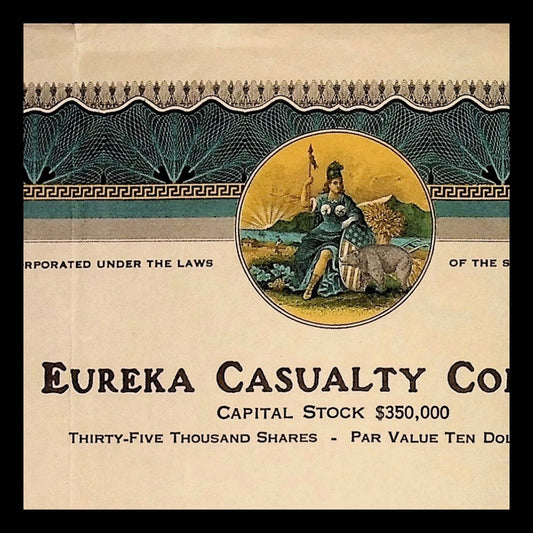 RPORATED UNDER THE LAWS OF THE S
EUREKA CASUALTY CO
CAPITAL STOCK $350,000
THIRTY-FIVE THOUSAND SHARES - PAR VALUE TEN DOL